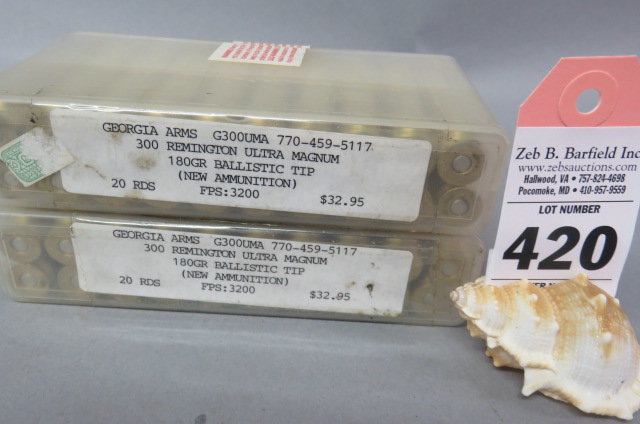 GEORGIA ARMS G300UMA 770-459-5117
300 REMINGTON ULTRA MAGNUM
180GR BALLISTIC TIP
(NEW AMMUNITION)
20 RDS FPS:3200 $32.95
GEORGIA ARMS G300UMA 770-459-5117
300 REMINGTON ULTRA MAGNUM
180GR BALLISTIC TIP
(NEW AMMUNITION)
20 RDS FPS:3200 $32.95
Zeb B. Barfield Inc
www.zebsauctions.com
Hallwood, VA • 757-824-4698
Pocomoke, MD • 410-957-9559
LOT NUMBER
420